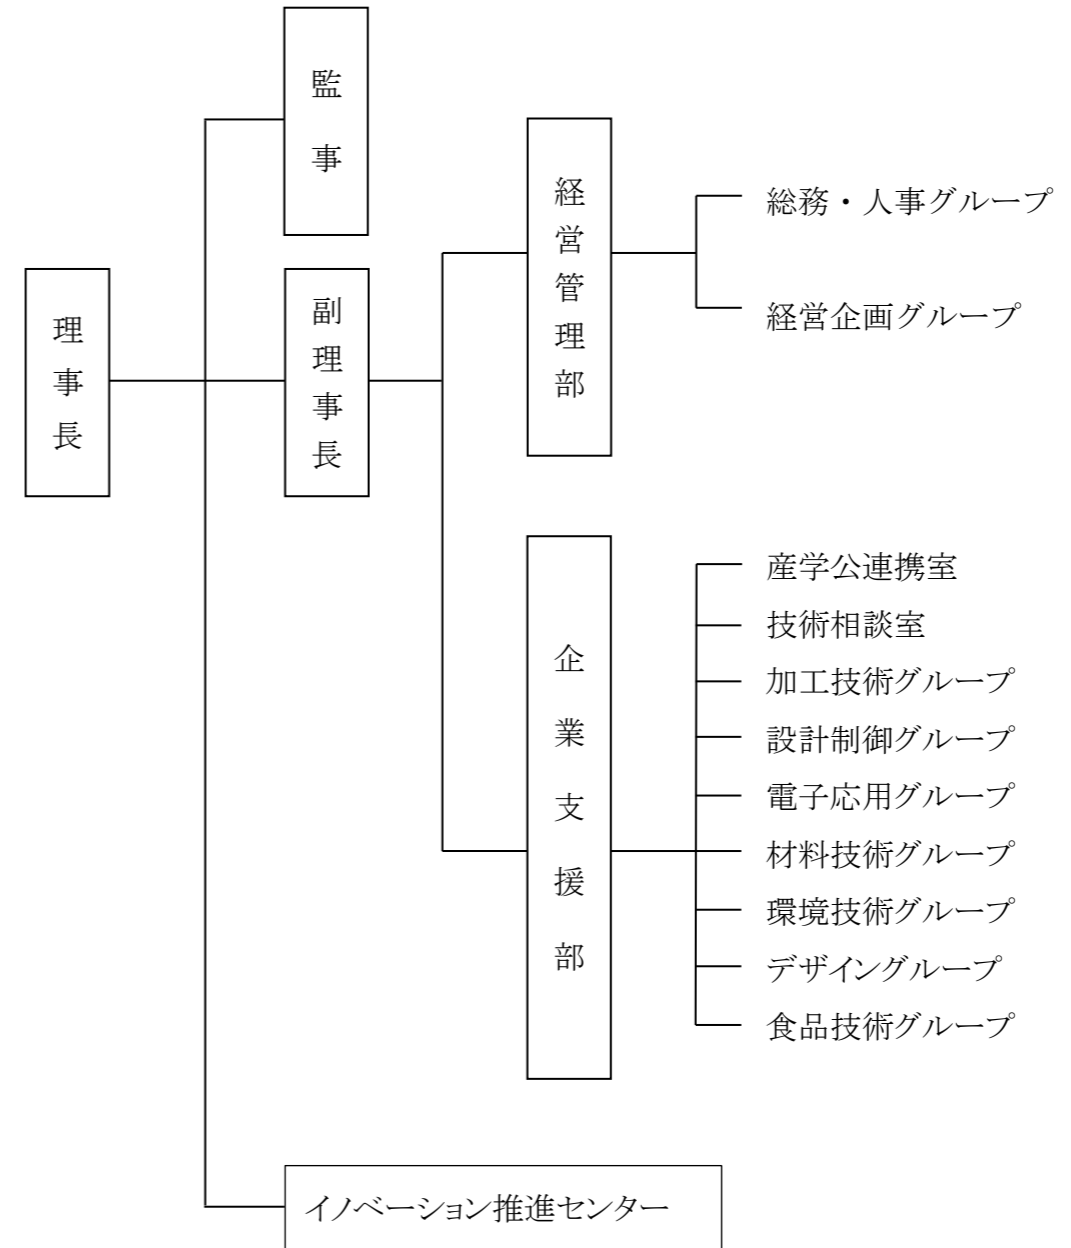 理事長
監事
副理事長
経営管理部
総務・人事グループ
経営企画グループ
企業支援部
産学公連携室
技術相談室
加工技術グループ
設計制御グループ
電子応用グループ
材料技術グループ
環境技術グループ
デザイングループ
食品技術グループ
イノベーション推進センター